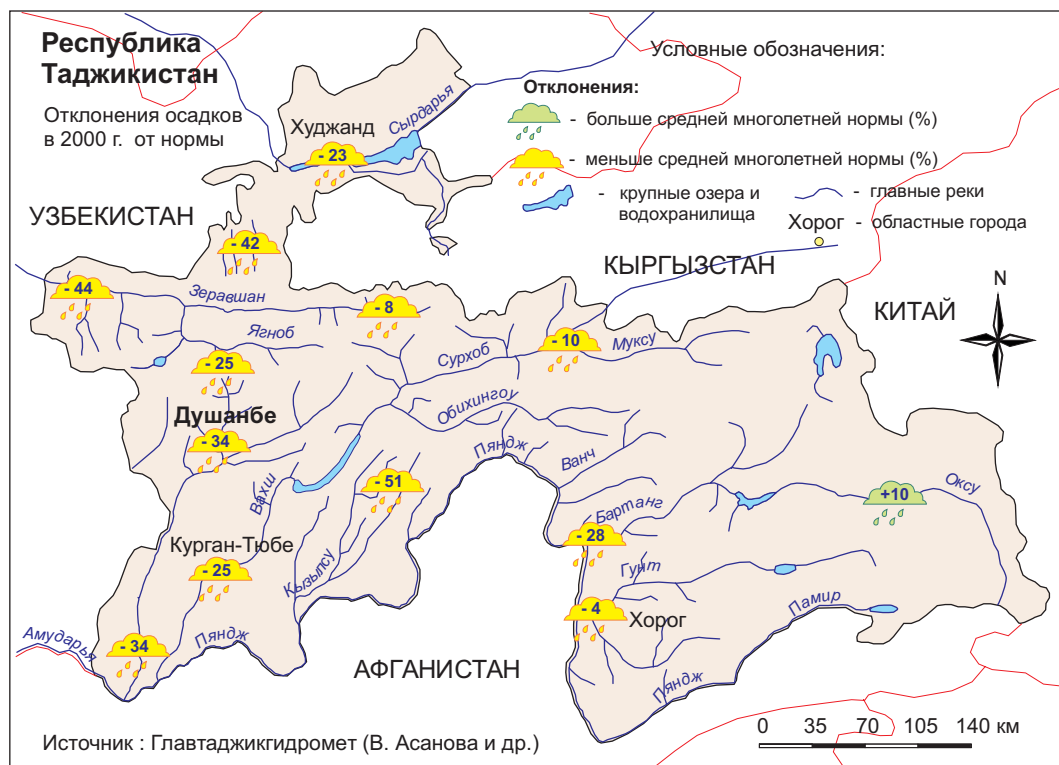 Республика
Таджикистан
Отклонения осадков
в 2000 г. от нормы
Условные обозначения:
Отклонения:
- больше средней многолетней нормы (%)
- меньше средней многолетней нормы (%)
- крупные озера и
водохранилища
- главные реки
Хорог
- областные города
Худжанд
Сырдарья
- 23
УЗБЕКИСТАН
- 42
КЫРГЫЗСТАН
КИТАЙ
N
- 44
Зеравшан
- 8
Ягноб
- 10
Муксу
Сурхоб
- 25
Обихингоу
Душанбе
- 34
Пяндж
Ванч
Вахш
- 51
+10
Оксу
Бартанг
- 28
Курган-Тюбе
- 25
Кызылсу
Гунт
- 4
Хорог
Памир
Амударья
- 34
Пяндж
АФГАНИСТАН
Пяндж
0 35 70 105 140 км
Источник : Главтаджикгидромет (В. Асанова и др.)